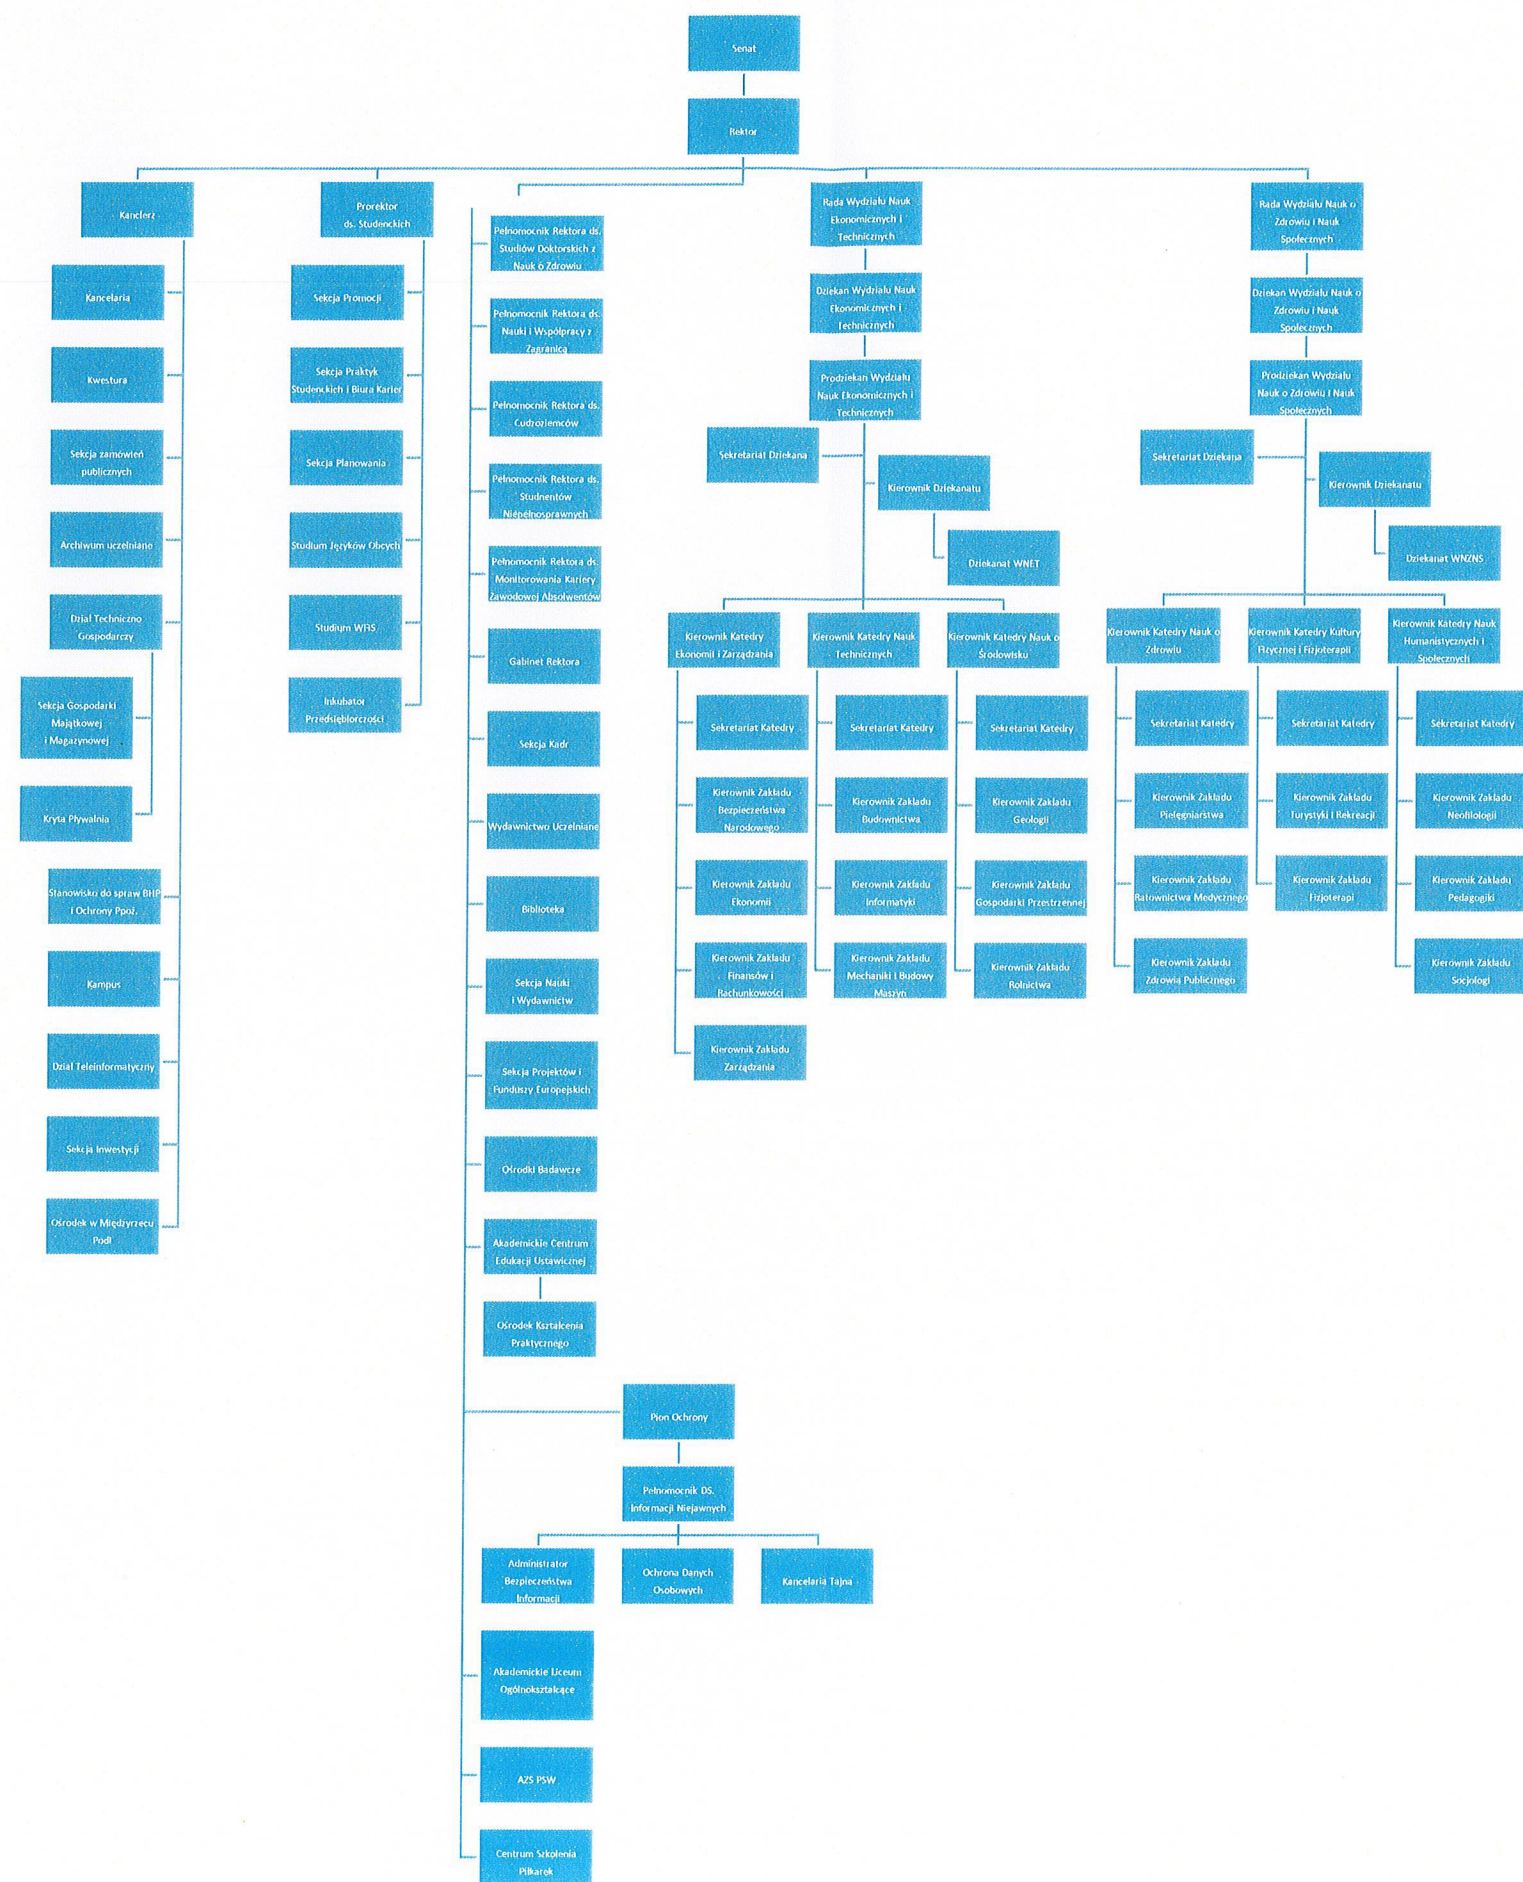 Senat
Rektor
Kanclerz
Kancelaria
Kwestura
Sekcja zamówień
publicznych
Archiwum uczelniane
Dział Techniczno
Gospodarczy
Sekcja Gospodarki
Majątkowej
i Magazynowej
Kryta Pływalnia
Stanowisko do spraw BHP
i Ochrony Ppoż.
Kampus
Dział Teleinformatyczny
Sekcja Inwestycji
Ośrodek w Międzyrzecu
Podl
Prorektor
ds. Studenckich
Sekcja Promocji
Sekcja Praktyk
Studenckich i Biura Karier
Sekcja Planowania
Studium Języków Obcych
Studium WFiS
Inkubator
Przedsiębiorczości
Pełnomocnik Rektora ds.
Studiów Doktorskich z
Nauk o Zdrowiu
Pełnomocnik Rektora ds.
Nauki i Współpracy z
Zagranicą
Pełnomocnik Rektora ds.
Cudzoziemców
Pełnomocnik Rektora ds.
Studnentów
Niepełnosprawnych
Pełnomocnik Rektora ds.
Monitorowania Kariery
Zawodowej Absolwentów
Gabinet Rektora
Sekcja Kadr
Wydawnictwo Uczelniane
Biblioteka
Sekcja Nauki
i Wydawnictw
Sekcja Projektów i
Funduszy Europejskich
Ośrodki Badawcze
Akademickie Centrum
Edukacji Ustawicznej
Ośrodek Kształcenia
Praktycznego
Pion Ochrony
Pełnomocnik DS.
Informacji Niejawnych
Administrator
Bezpieczeństwa
Informacji
Ochrona Danych
Osobowych
Kancelaria Tajna
Akademickie Liceum
Ogólnokształcące
AZS PSW
Centrum Szkolenia
Piłkarek
Rada Wydziału Nauk
Ekonomicznych i
Technicznych
Dziekan Wydziału Nauk
Ekonomicznych i
Technicznych
Prodziekan Wydziału
Nauk Ekonomicznych i
Technicznych
Sekretariat Dziekana
Kierownik Dziekanatu
Dziekanat WNET
Kierownik Katedry
Ekonomii i Zarządzania
Sekretariat Katedry
Kierownik Zakładu
Bezpieczeństwa
Narodowego
Kierownik Zakładu
Ekonomii
Kierownik Zakładu
Finansów i
Rachunkowości
Kierownik Zakładu
Zarządzania
Kierownik Katedry Nauk
Technicznych
Sekretariat Katedry
Kierownik Zakładu
Budownictwa
Kierownik Zakładu
Informatyki
Kierownik Zakładu
Mechaniki i Budowy
Maszyn
Kierownik Katedry Nauk o
Środowisku
Sekretariat Katedry
Kierownik Zakładu
Geologii
Kierownik Zakładu
Gospodarki Przestrzennej
Kierownik Zakładu
Rolnictwa
Rada Wydziału Nauk o
Zdrowiu i Nauk
Społecznych
Dziekan Wydziału Nauk o
Zdrowiu i Nauk
Społecznych
Prodziekan Wydziału
Nauk o Zdrowiu i Nauk
Społecznych
Sekretariat Dziekana
Kierownik Dziekanatu
Dziekanat WNZNS
Kierownik Katedry Nauk o
Zdrowiu
Sekretariat Katedry
Kierownik Zakładu
Pielęgniarstwa
Kierownik Zakładu
Ratownictwa Medycznego
Kierownik Zakładu
Zdrowia Publicznego
Kierownik Katedry Kultury
Fizycznej i Fizjoterapii
Sekretariat Katedry
Kierownik Zakładu
Turystyki i Rekreacji
Kierownik Zakładu
Fizjoterapi
Kierownik Katedry Nauk
Humanistycznych i
Społecznych
Sekretariat Katedry
Kierownik Zakładu
Neofilologii
Kierownik Zakładu
Pedagogiki
Kierownik Zakładu
Socjologi